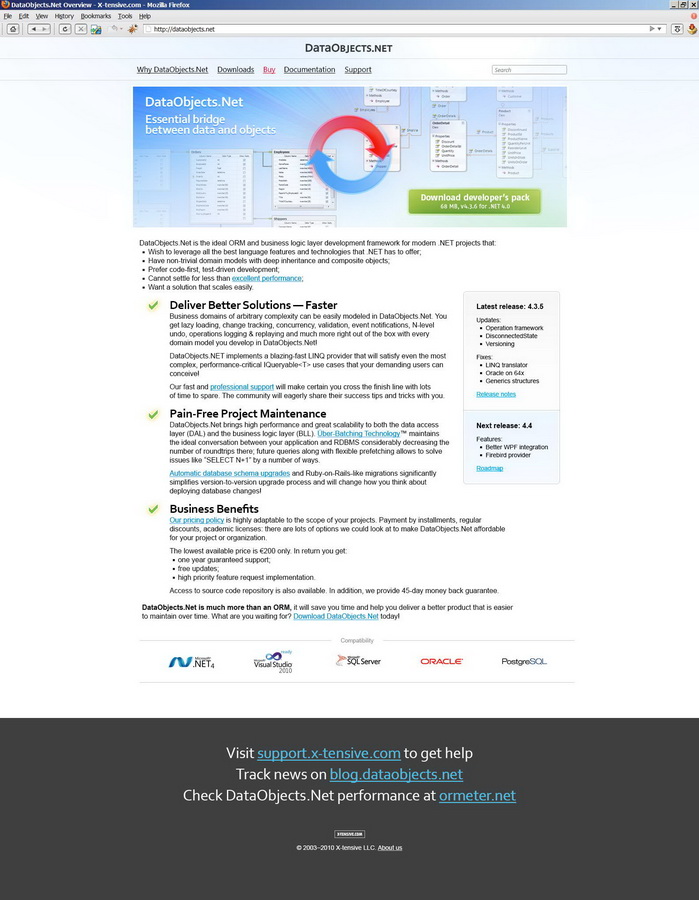 DataObjects.Net Overview - X-tensive.com - Mozilla Firefox
File Edit View History Bookmarks Tools Help
http://dataobjects.net
DATAOBJECTS.NET
Why DataObjects.Net Downloads Buy Documentation Support
Search
DataObjects.Net
Essential bridge
between data and objects
Download developer's pack
68 MB, v4.3.6 for .NET 4.0
DataObjects.Net is the ideal ORM and business logic layer development framework for modern .NET projects that:
• Wish to leverage all the best language features and technologies that .NET has to offer;
• Have non-trivial domain models with deep inheritance and composite objects;
• Prefer code-first, test-driven development;
• Cannot settle for less than excellent performance;
• Want a solution that scales easily.
Deliver Better Solutions — Faster
Business domains of arbitrary complexity can be easily modeled in DataObjects.Net. You
get lazy loading, change tracking, concurrency, validation, event notifications, N-level
undo, operations logging & replaying and much more right out of the box with every
domain model you develop in DataObjects.Net!
DataObjects.NET implements a blazing-fast LINQ provider that will satisfy even the most
complex, performance-critical IQueryable<T> use cases that your demanding users can
conceive!
Our fast and professional support will make certain you cross the finish line with lots
of time to spare. The community will eagerly share their success tips and tricks with you.
Pain-Free Project Maintenance
DataObjects.Net brings high performance and great scalability to both the data access
layer (DAL) and the business logic layer (BLL). Über-Batching Technology™ maintains
the ideal conversation between your application and RDBMS considerably decreasing the
number of roundtrips there; future queries along with flexible prefetching allows to solve
issues like "SELECT N+1" by a number of ways.
Automatic database schema upgrades and Ruby-on-Rails-like migrations significantly
simplifies version-to-version upgrade process and will change how you think about
deploying database changes!
Business Benefits
Our pricing policy is highly adaptable to the scope of your projects. Payment by installments, regular
discounts, academic licenses: there are lots of options we could look at to make DataObjects.Net affordable
for your project or organization.
The lowest available price is €200 only. In return you get:
• one year guaranteed support;
• free updates;
• high priority feature request implementation.
Access to source code repository is also available. In addition, we provide 45-day money back guarantee.
DataObjects.Net is much more than an ORM, it will save you time and help you deliver a better product that is easier
to maintain over time. What are you waiting for? Download DataObjects.Net today!
Latest release: 4.3.5
Updates:
• Operation framework
• DisconnectedState
• Versioning
Fixes:
• LINQ translator
• Oracle on 64x
• Generics structures
Release notes
Next release: 4.4
Features:
• Better WPF integration
• Firebird provider
Roadmap
Compatibility
Microsoft .NET4
ready
Microsoft Visual Studio 2010
Microsoft SQL Server
ORACLE
PostgreSQL
Visit support.x-tensive.com to get help
Track news on blog.dataobjects.net
Check DataObjects.Net performance at ormeter.net
XTENSIVE.COM
© 2003–2010 X-tensive LLC. About us